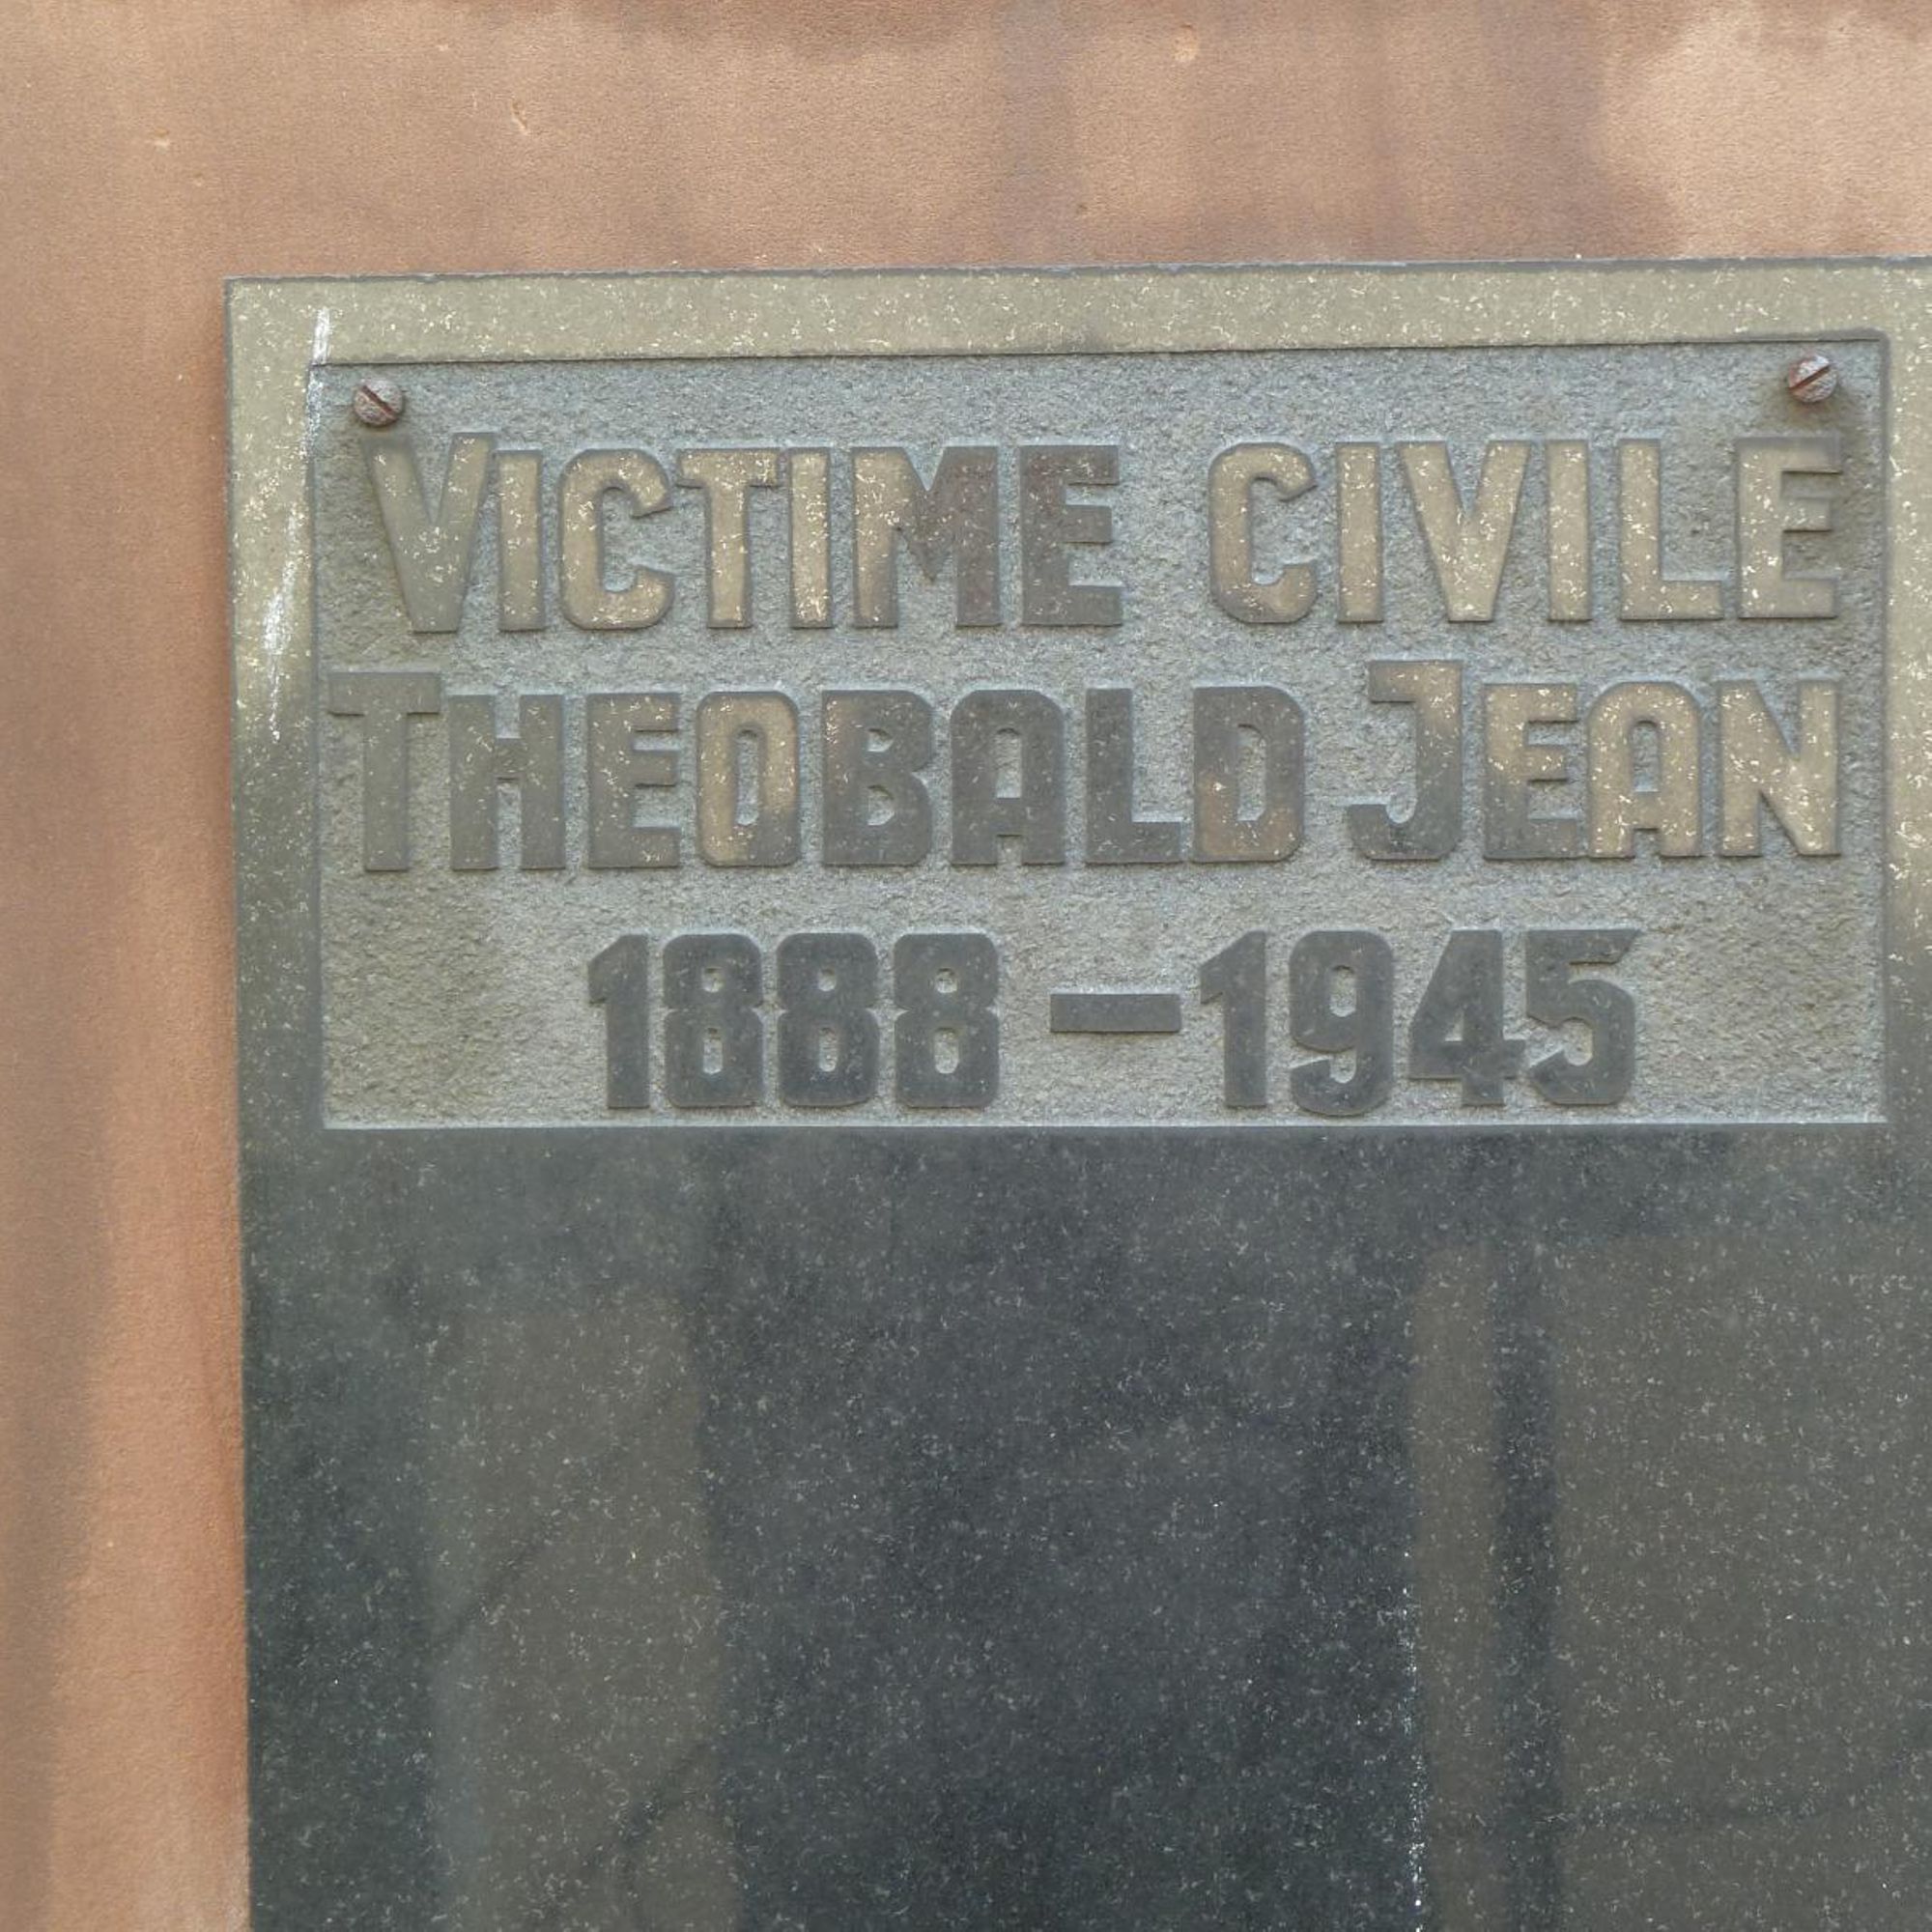 VICTIME CIVILE
THEOBALD JEAN
1888 - 1945